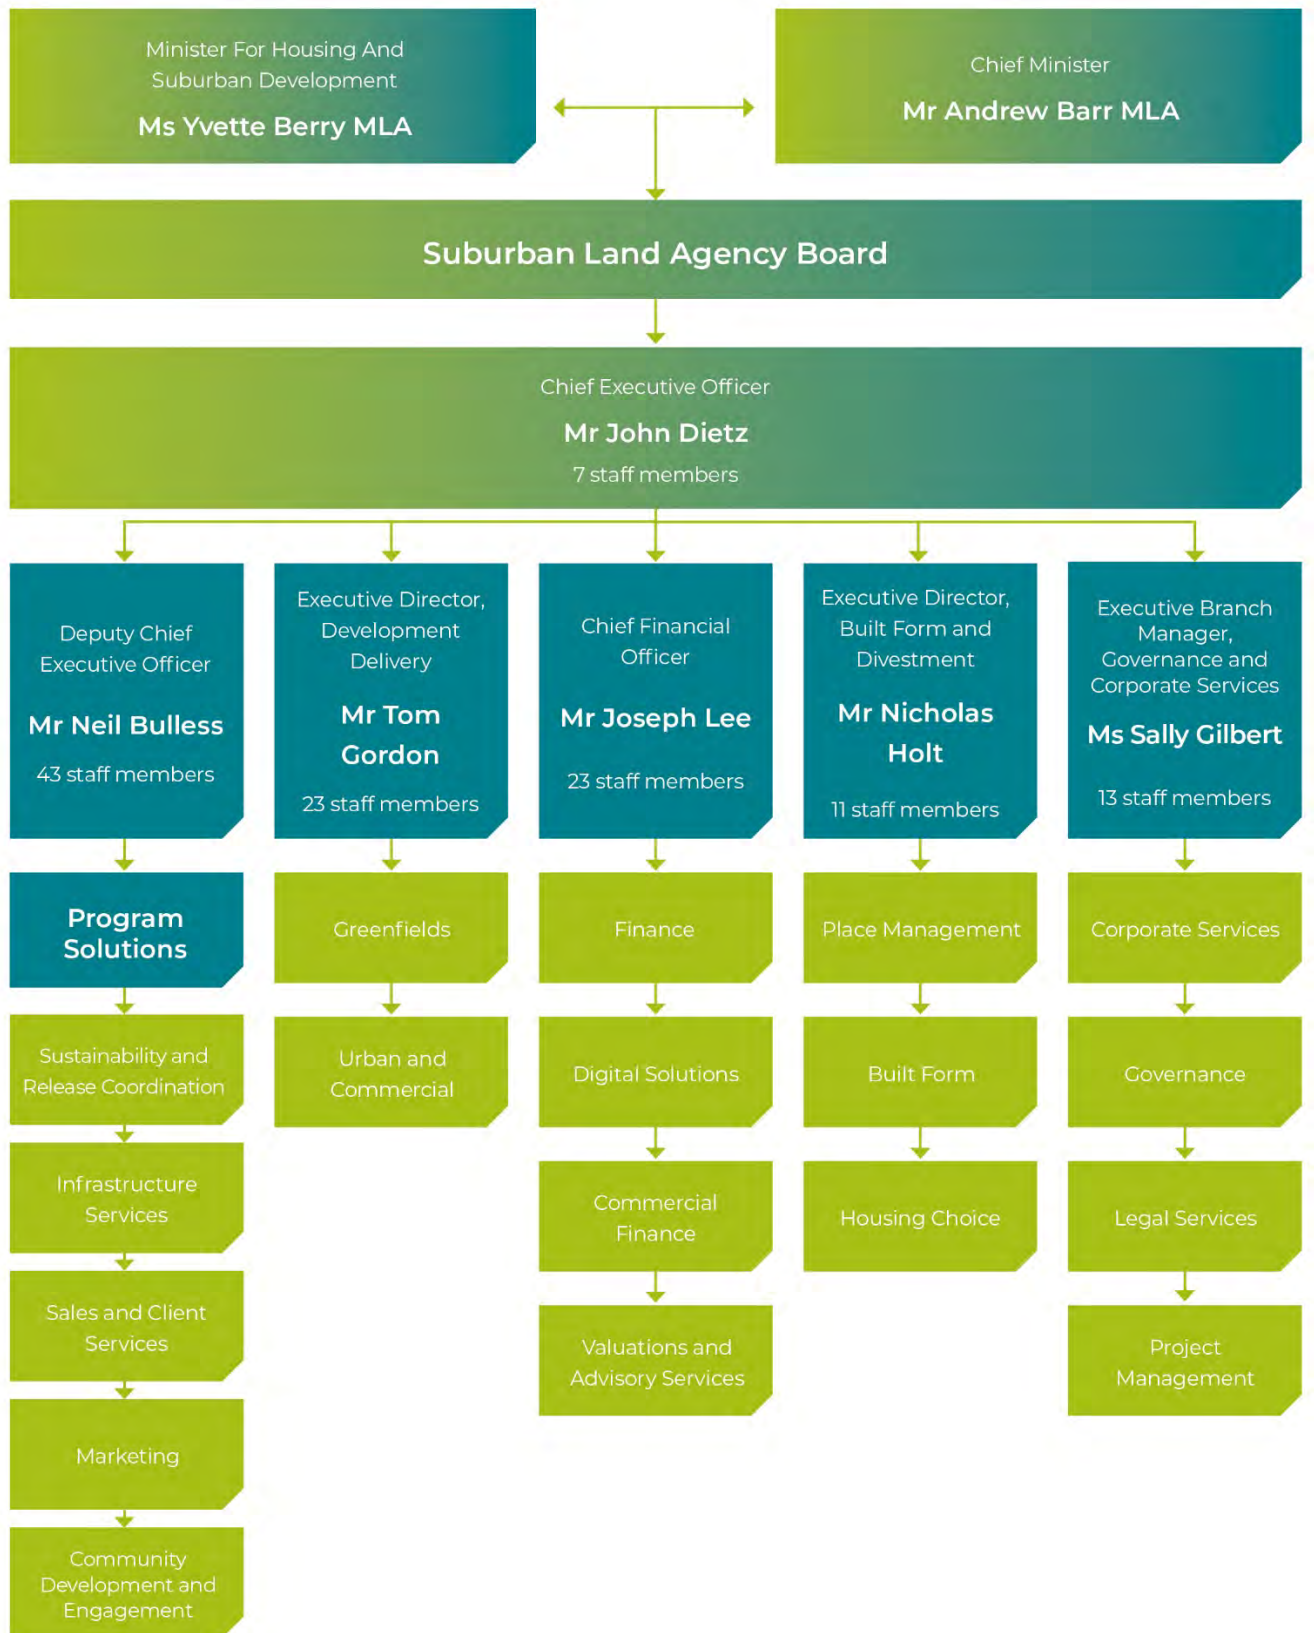 Minister For Housing And
Suburban Development
Ms Yvette Berry MLA
Chief Minister
Mr Andrew Barr MLA
Suburban Land Agency Board
Chief Executive Officer
Mr John Dietz
7 staff members
Deputy Chief
Executive Officer
Mr Neil Bulless
43 staff members
Executive Director,
Development
Delivery
Mr Tom
Gordon
23 staff members
Chief Financial
Officer
Mr Joseph Lee
23 staff members
Executive Director,
Built Form and
Divestment
Mr Nicholas
Holt
11 staff members
Executive Branch
Manager,
Governance and
Corporate Services
Ms Sally Gilbert
13 staff members
Program
Solutions
Sustainability and
Release Coordination
Infrastructure
Services
Sales and Client
Services
Marketing
Community
Development and
Engagement
Greenfields
Urban and
Commercial
Finance
Digital Solutions
Commercial
Finance
Valuations and
Advisory Services
Place Management
Built Form
Housing Choice
Corporate Services
Governance
Legal Services
Project
Management